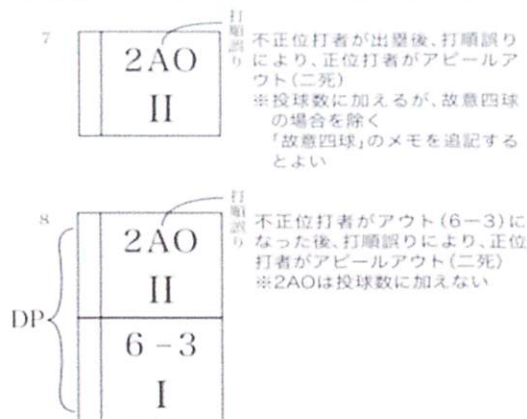 7
2AO
II
打順誤り
不正位打者が出塁後、打順誤り
により、正位打者がアピールア
ウト(二死)
※投球数に加えるが、故意四球
の場合を除く
「故意四球」のメモを追記する
とよい
8
DP
2AO
II
6-3
I
打順誤り
不正位打者がアウト(6-3)に
なった後、打順誤りにより、正位
打者がアピールアウト(二死)
※2AOは投球数に加えない